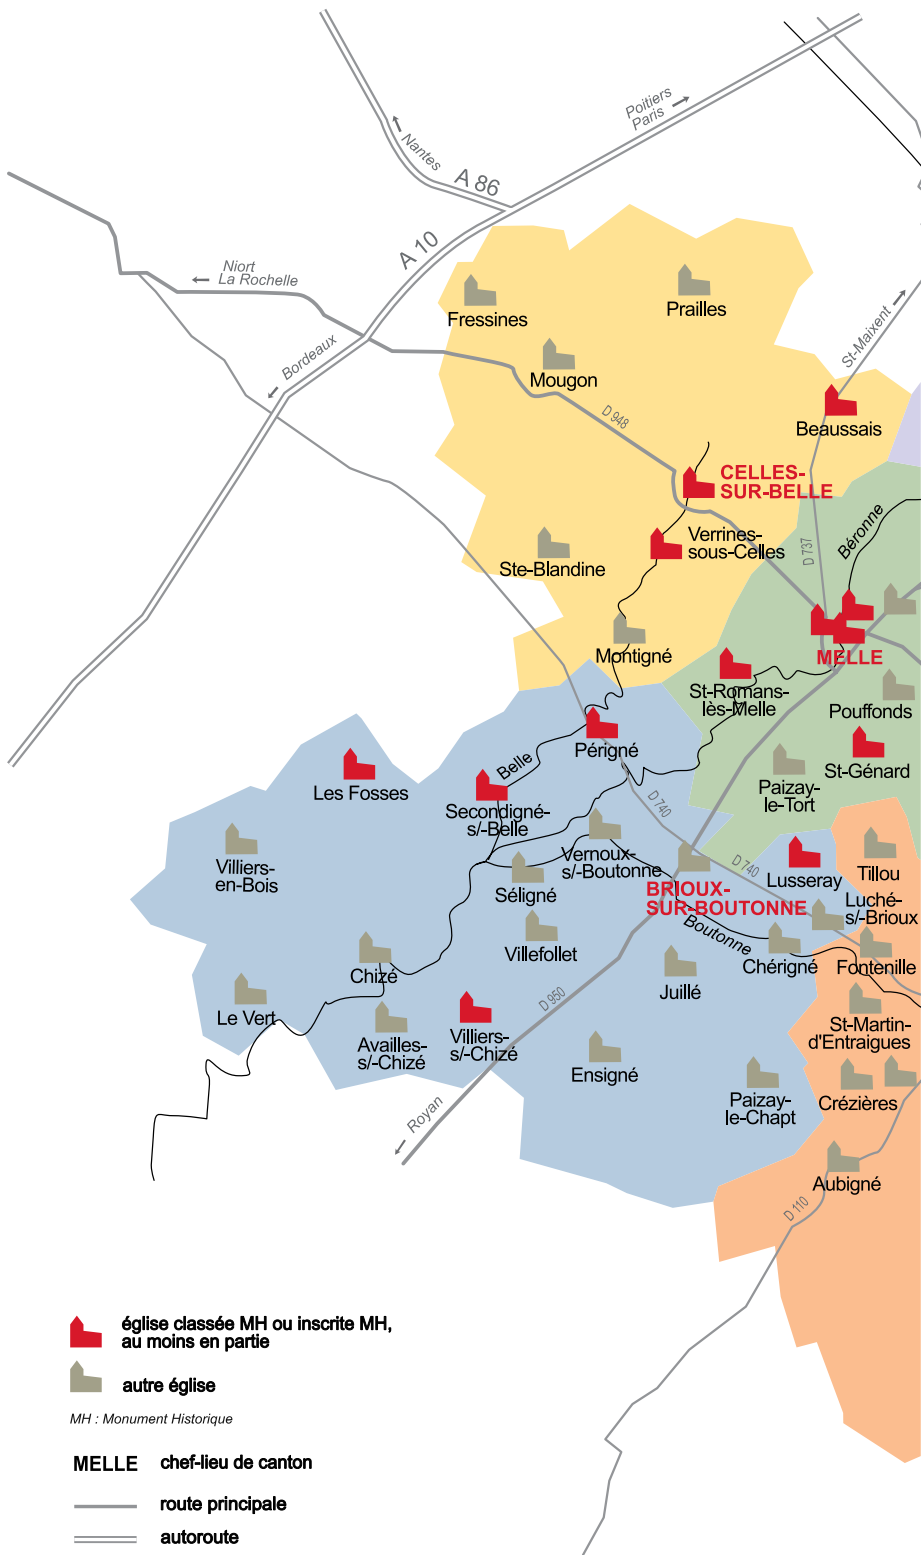 Poitiers
Paris
Nantes
A 86
A 10
Niort
La Rochelle
Bordeaux
Fressines
Prailles
St-Maixent
Mougon
D 948
Beaussais
CELLES-
SUR-BELLE
Béronne
Verrines-
sous-Celles
D 737
Ste-Blandine
Montigné
MELLE
St-Romans-
lès-Melle
Pouffonds
Périgné
St-Génard
Belle
Les Fosses
Paizay-
le-Tort
Secondigné-
s/-Belle
D 740
Villiers-
en-Bois
Vernoux-
s/-Boutonne
D 740
Lusseray
Tillou
Séligné
BRIOUX-
SUR-BOUTONNE
Luché-
s/-Brioux
Boutonne
Villefollet
Chizé
Chérigné
Fontenille
Juillé
D 950
Le Vert
Availles-
s/-Chizé
Villiers-
s/-Chizé
St-Martin-
d'Entraigues
Ensigné
Paizay-
le-Chapt
Crézières
Royan
Aubigné
D 110
église classée MH ou inscrite MH,
au moins en partie
autre église
MH : Monument Historique
MELLE chef-lieu de canton
route principale
autoroute